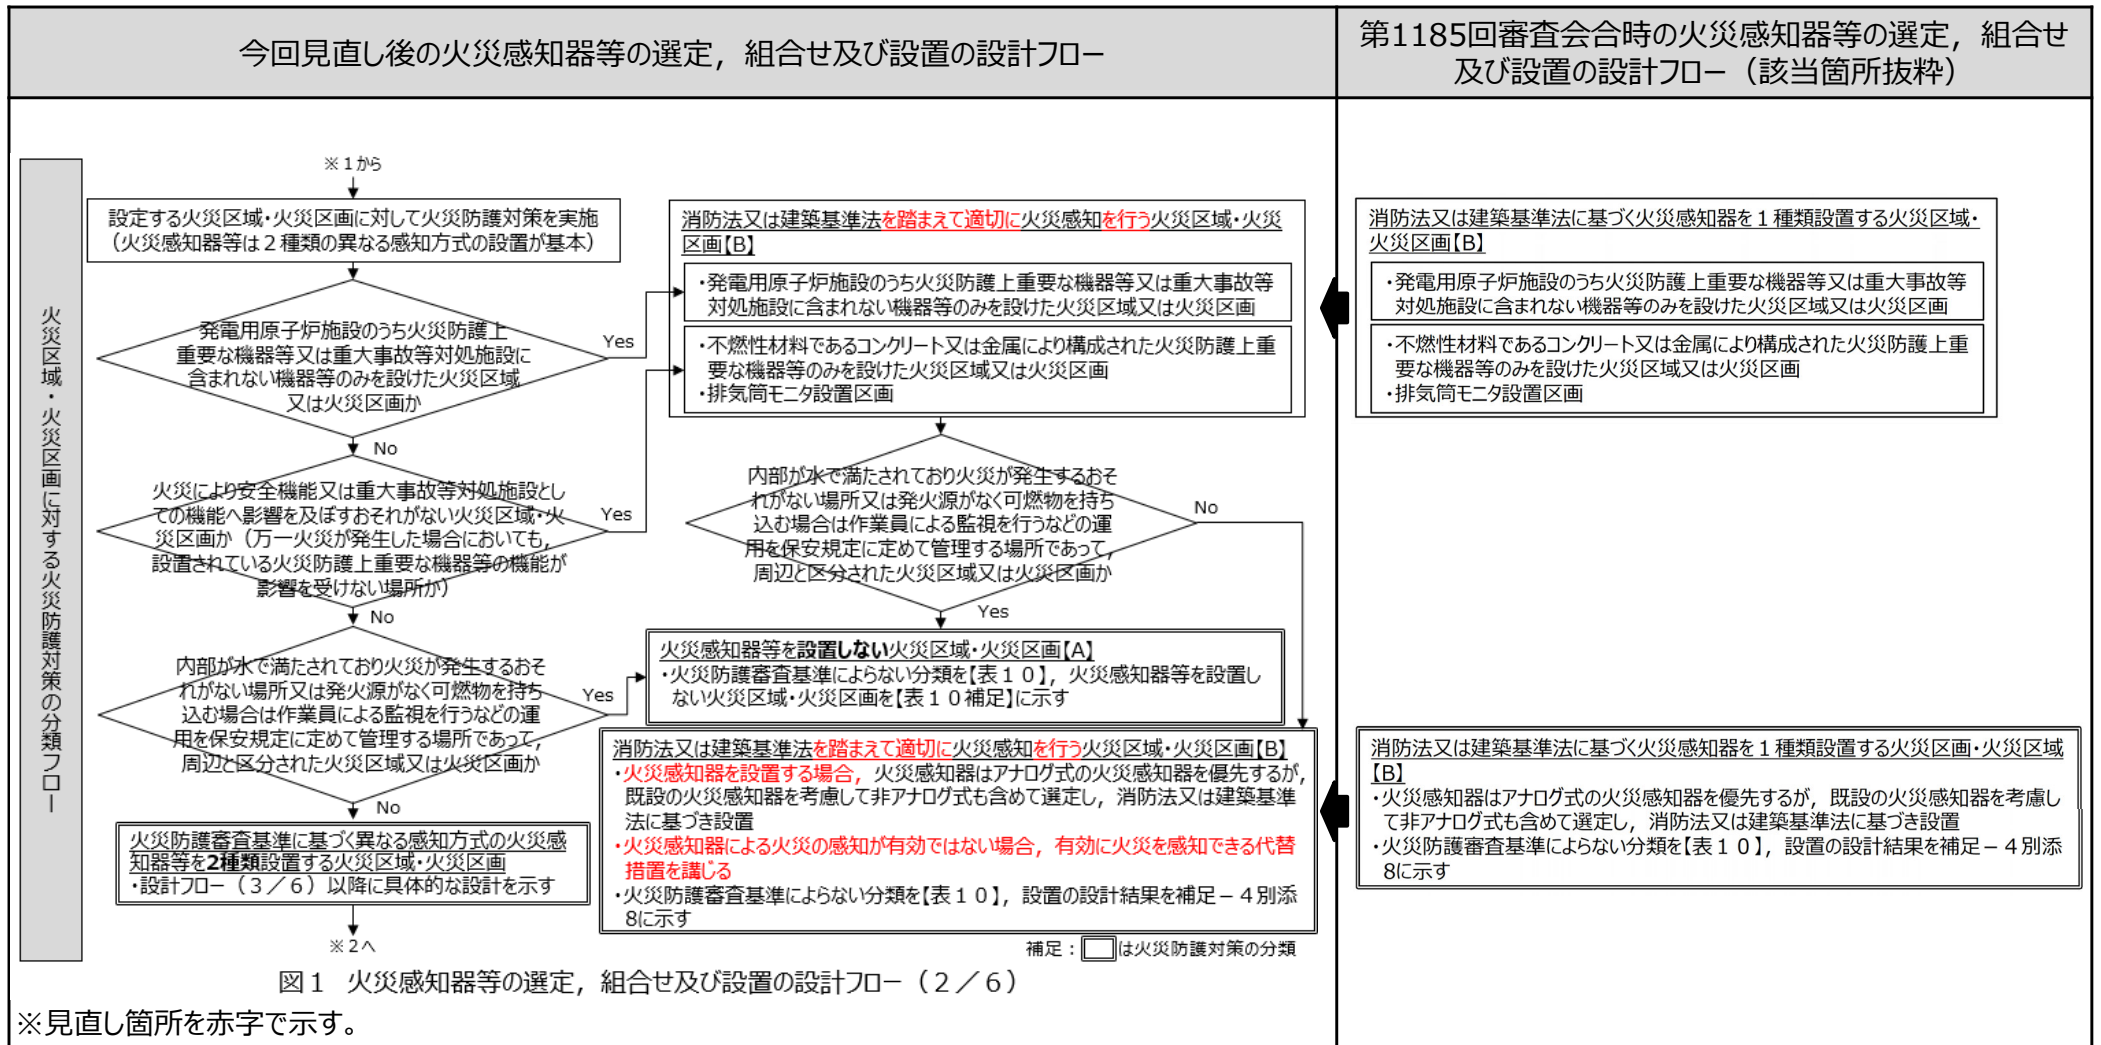 今回見直し後の火災感知器等の選定，組合せ及び設置の設計フロー
第1185回審査会合時の火災感知器等の選定，組合せ
及び設置の設計フロー（該当箇所抜粋）
火災区域・火災区画に対する火災防護対策の分類フロー
※１から
設定する火災区域・火災区画に対して火災防護対策を実施
（火災感知器等は２種類の異なる感知方式の設置が基本）
発電用原子炉施設のうち火災防護上
重要な機器等又は重大事故等対処施設に
含まれない機器等のみを設けた火災区域
又は火災区画か
Yes
No
火災により安全機能又は重大事故等対処施設とし
ての機能へ影響を及ぼすおそれがない火災区域・火
災区画か（万一火災が発生した場合においても，
設置されている火災防護上重要な機器等の機能が
影響を受けない場所か）
Yes
No
内部が水で満たされており火災が発生するおそ
れがない場所又は発火源がなく可燃物を持ち
込む場合は作業員による監視を行うなどの運
用を保安規定に定めて管理する場所であって，
周辺と区分された火災区域又は火災区画か
Yes
No
火災防護審査基準に基づく異なる感知方式の火災感
知器等を2種類設置する火災区域・火災区画
・設計フロー（３／６）以降に具体的な設計を示す
※２へ
消防法又は建築基準法を踏まえて適切に火災感知を行う火災区域・火災
区画【B】
・発電用原子炉施設のうち火災防護上重要な機器等又は重大事故等
対処施設に含まれない機器等のみを設けた火災区域又は火災区画
・不燃性材料であるコンクリート又は金属により構成された火災防護上重
要な機器等のみを設けた火災区域又は火災区画
・排気筒モニタ設置区画
内部が水で満たされており火災が発生するおそ
れがない場所又は発火源がなく可燃物を持ち
込む場合は作業員による監視を行うなどの運
用を保安規定に定めて管理する場所であって，
周辺と区分された火災区域又は火災区画か
No
Yes
火災感知器等を設置しない火災区域・火災区画【A】
・火災防護審査基準によらない分類を【表１０】，火災感知器等を設置し
ない火災区域・火災区画を【表１０補足】に示す
消防法又は建築基準法を踏まえて適切に火災感知を行う火災区域・火災区画【B】
・火災感知器を設置する場合，火災感知器はアナログ式の火災感知器を優先するが，
既設の火災感知器を考慮して非アナログ式も含めて選定し，消防法又は建築基準
法に基づき設置
・火災感知器による火災の感知が有効ではない場合，有効に火災を感知できる代替
措置を講じる
・火災防護審査基準によらない分類を【表１０】，設置の設計結果を補足－４別添
8に示す
補足：　は火災防護対策の分類
図１　火災感知器等の選定，組合せ及び設置の設計フロー（２／６）
※見直し箇所を赤字で示す。
消防法又は建築基準法に基づく火災感知器を１種類設置する火災区域・
火災区画【B】
・発電用原子炉施設のうち火災防護上重要な機器等又は重大事故等
対処施設に含まれない機器等のみを設けた火災区域又は火災区画
・不燃性材料であるコンクリート又は金属により構成された火災防護上重
要な機器等のみを設けた火災区域又は火災区画
・排気筒モニタ設置区画
消防法又は建築基準法に基づく火災感知器を１種類設置する火災区画・火災区域
【B】
・火災感知器はアナログ式の火災感知器を優先するが，既設の火災感知器を考慮し
て非アナログ式も含めて選定し，消防法又は建築基準法に基づき設置
・火災防護審査基準によらない分類を【表１０】，設置の設計結果を補足－４別添
8に示す